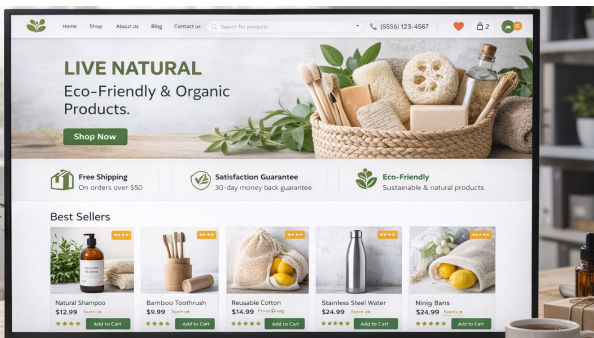 Home Shop About us Blog Contact us Search for products (555) 123-4567 2
LIVE NATURAL
Eco-Friendly & Organic
Products.
Shop Now
Free Shipping
On orders over $50
Satisfaction Guarantee
30-day money back guarantee
Eco-Friendly
Sustainable & natural products
Best Sellers
Natural Shampoo
$12.99
Add to Cart
Bamboo Toothrush
$9.99
Add to Cart
Reusable Cotton
$14.99
Add to Cart
Stainless Steel Water
$24.99
Add to Cart
Ninig Bans
$24.99
Add to Cart